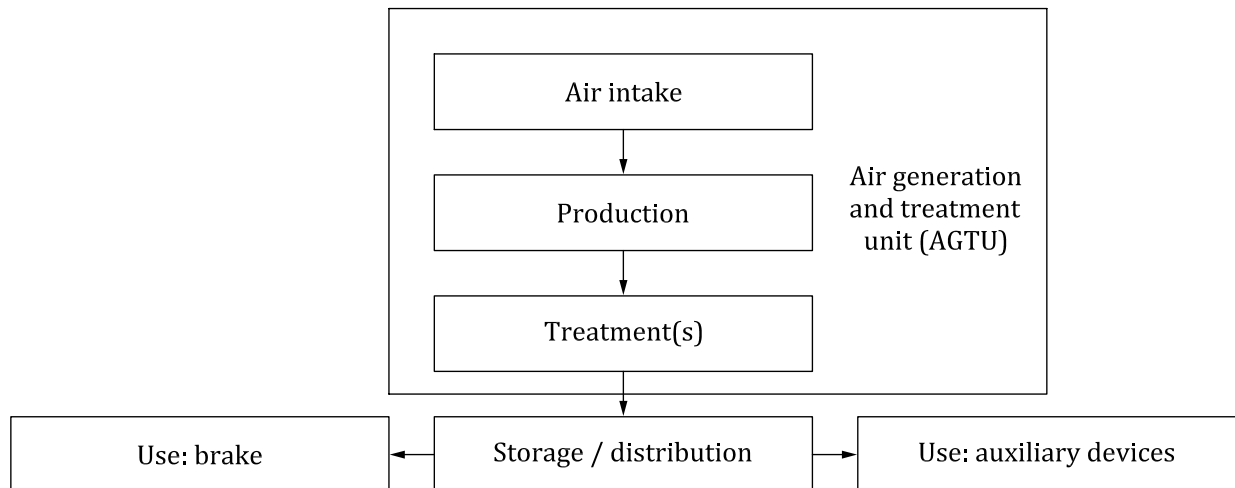 Air intake
Production
Air generation
and treatment
unit (AGTU)
Treatment(s)
Use: brake
Storage / distribution
Use: auxiliary devices